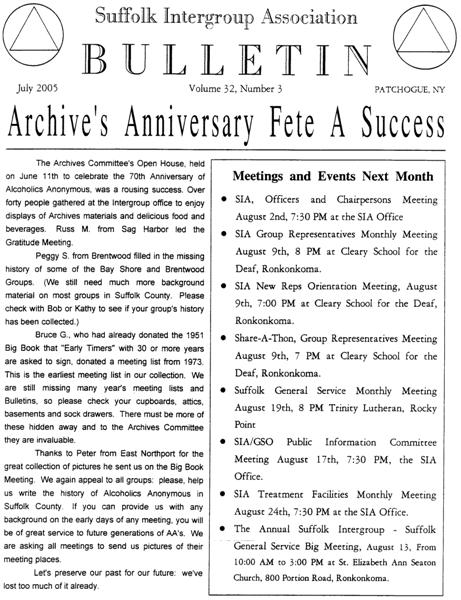 Suffolk Intergroup Association
BULLETIN
July 2005 Volume 32, Number 3 PATCHOGUE, NY
Archive's Anniversary Fete A Success
The Archives Committee's Open House, held
on June 11th to celebrate the 70th Anniversary of
Alcoholics Anonymous, was a rousing success. Over
forty people gathered at the Intergroup office to enjoy
displays of Archives materials and delicious food and
beverages. Russ M. from Sag Harbor led the
Gratitude Meeting.
Peggy S. from Brentwood filled in the missing
history of some of the Bay Shore and Brentwood
Groups. (We still need much more background
material on most groups in Suffolk County. Please
check with Bob or Kathy to see if your group's history
has been collected.)
Bruce G., who had already donated the 1951
Big Book that "Early Timers" with 30 or more years
are asked to sign, donated a meeting list from 1973.
This is the earliest meeting list in our collection. We
are still missing many year's meeting lists and
Bulletins, so please check your cupboards, attics,
basements and sock drawers. There must be more of
these hidden away and to the Archives Committee
they are invaluable.
Thanks to Peter from East Northport for the
great collection of pictures he sent us on the Big Book
Meeting. We again appeal to all groups: please, help
us write the history of Alcoholics Anonymous in
Suffolk County. If you can provide us with any
background on the early days of any meeting, you will
be of great service to future generations of AA's. We
are asking all meetings to send us pictures of their
meeting places.
Let's preserve our past for our future: we've
lost too much of it already.
Meetings and Events Next Month
● SIA, Officers and Chairpersons Meeting
August 2nd, 7:30 PM at the SIA Office
● SIA Group Representatives Monthly Meeting
August 9th, 8 PM at Cleary School for the
Deaf, Ronkonkoma.
● SIA New Reps Orientation Meeting, August
9th, 7:00 PM at Cleary School for the Deaf,
Ronkonkoma.
● Share-A-Thon, Group Representatives Meeting
August 9th, 7 PM at Cleary School for the
Deaf, Ronkonkoma.
● Suffolk General Service Monthly Meeting
August 19th, 8 PM Trinity Lutheran, Rocky
Point
● SIA/GSO Public Information Committee
Meeting August 17th, 7:30 PM, the SIA
Office.
● SIA Treatment Facilities Monthly Meeting
August 24th, 7:30 PM at the SIA Office.
● The Annual Suffolk Intergroup - Suffolk
General Service Big Meeting, August 13, From
10:00 AM to 3:00 PM at St. Elizabeth Ann Seaton
Church, 800 Portion Road, Ronkonkoma.